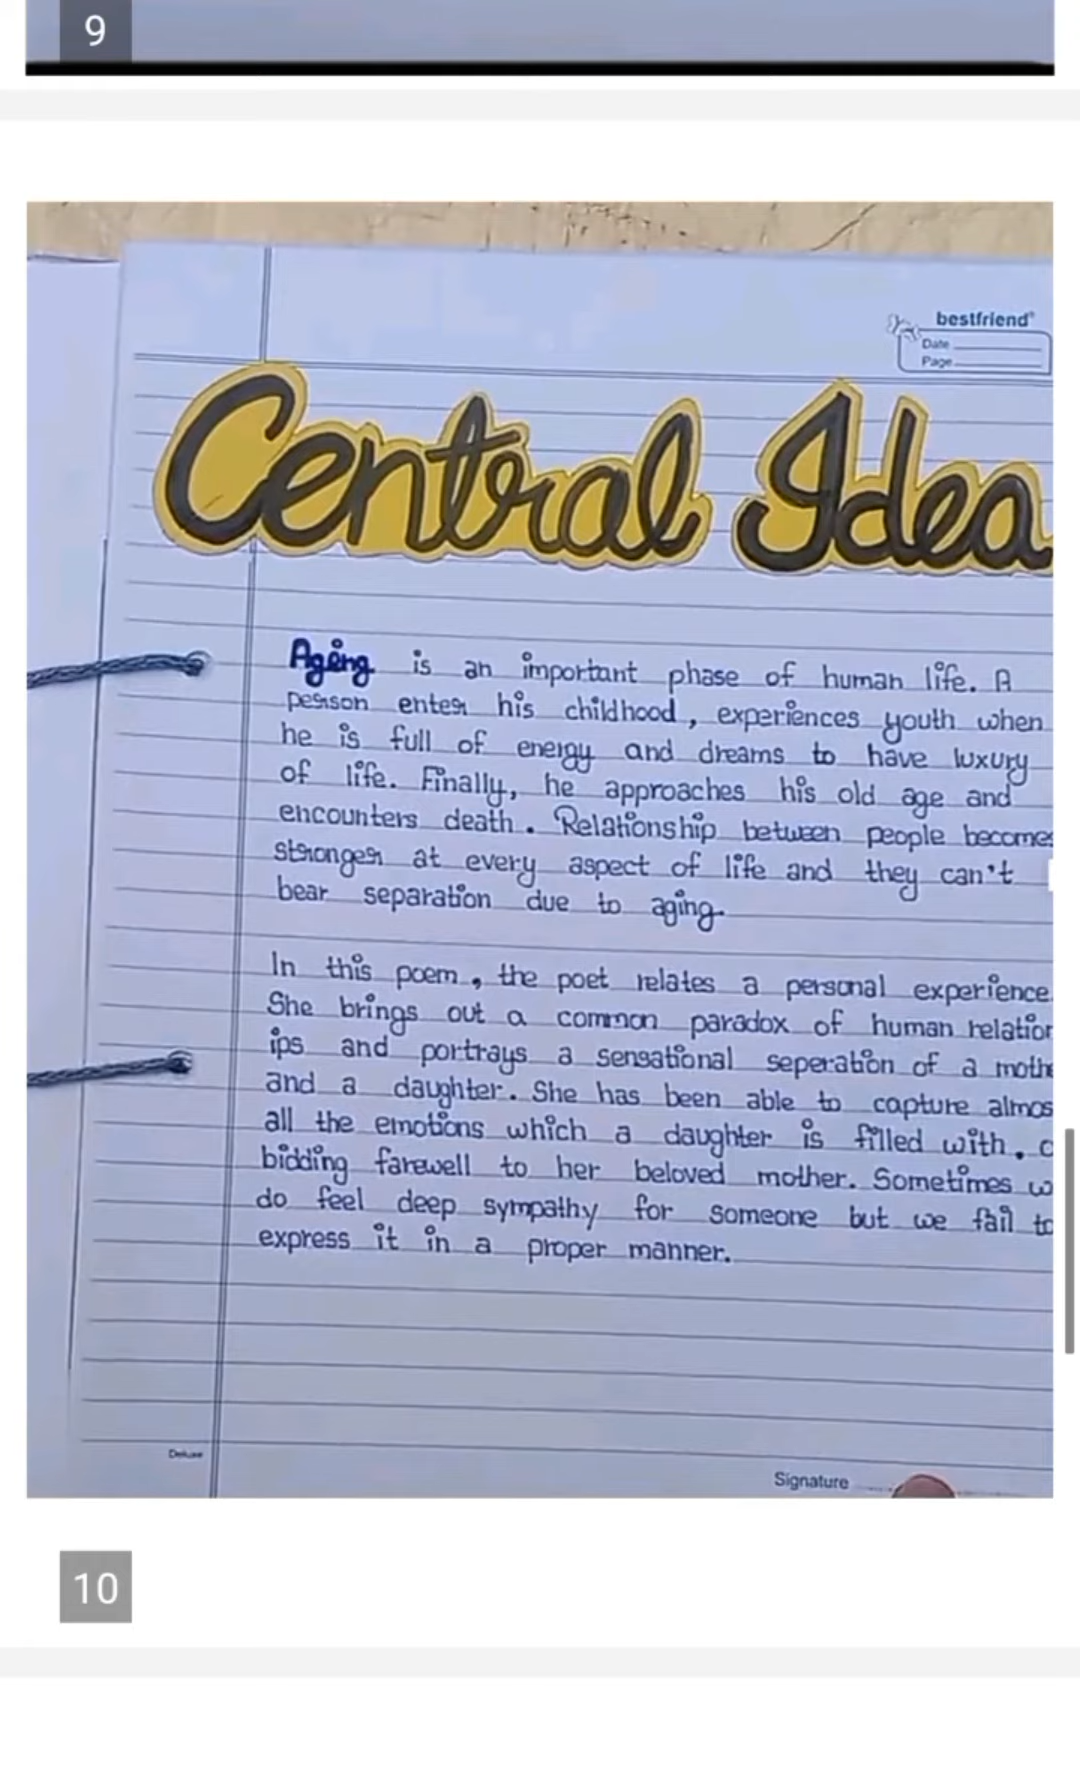 9
bestfriend
Date
Page
Central Idea
Ageing is an important phase of human life. A
person enter his childhood, experiences youth when
he is full of energy and dreams to have luxury
of life. Finally, he approaches his old age and
encounters death. Relationship between people becomes
stronger at every aspect of life and they can't
bear separation due to aging.
In this poem, the poet relates a personal experience.
She brings out a common paradox of human relation
ips and portrays a sensational seperation of a mothe
and a daughter. She has been able to capture almos
all the emotions which a daughter is filled with,
bidding farewell to her beloved mother. Sometimes w
do feel deep sympathy for someone but we fail to
express it in a proper manner.
Deluxe
Signature
10